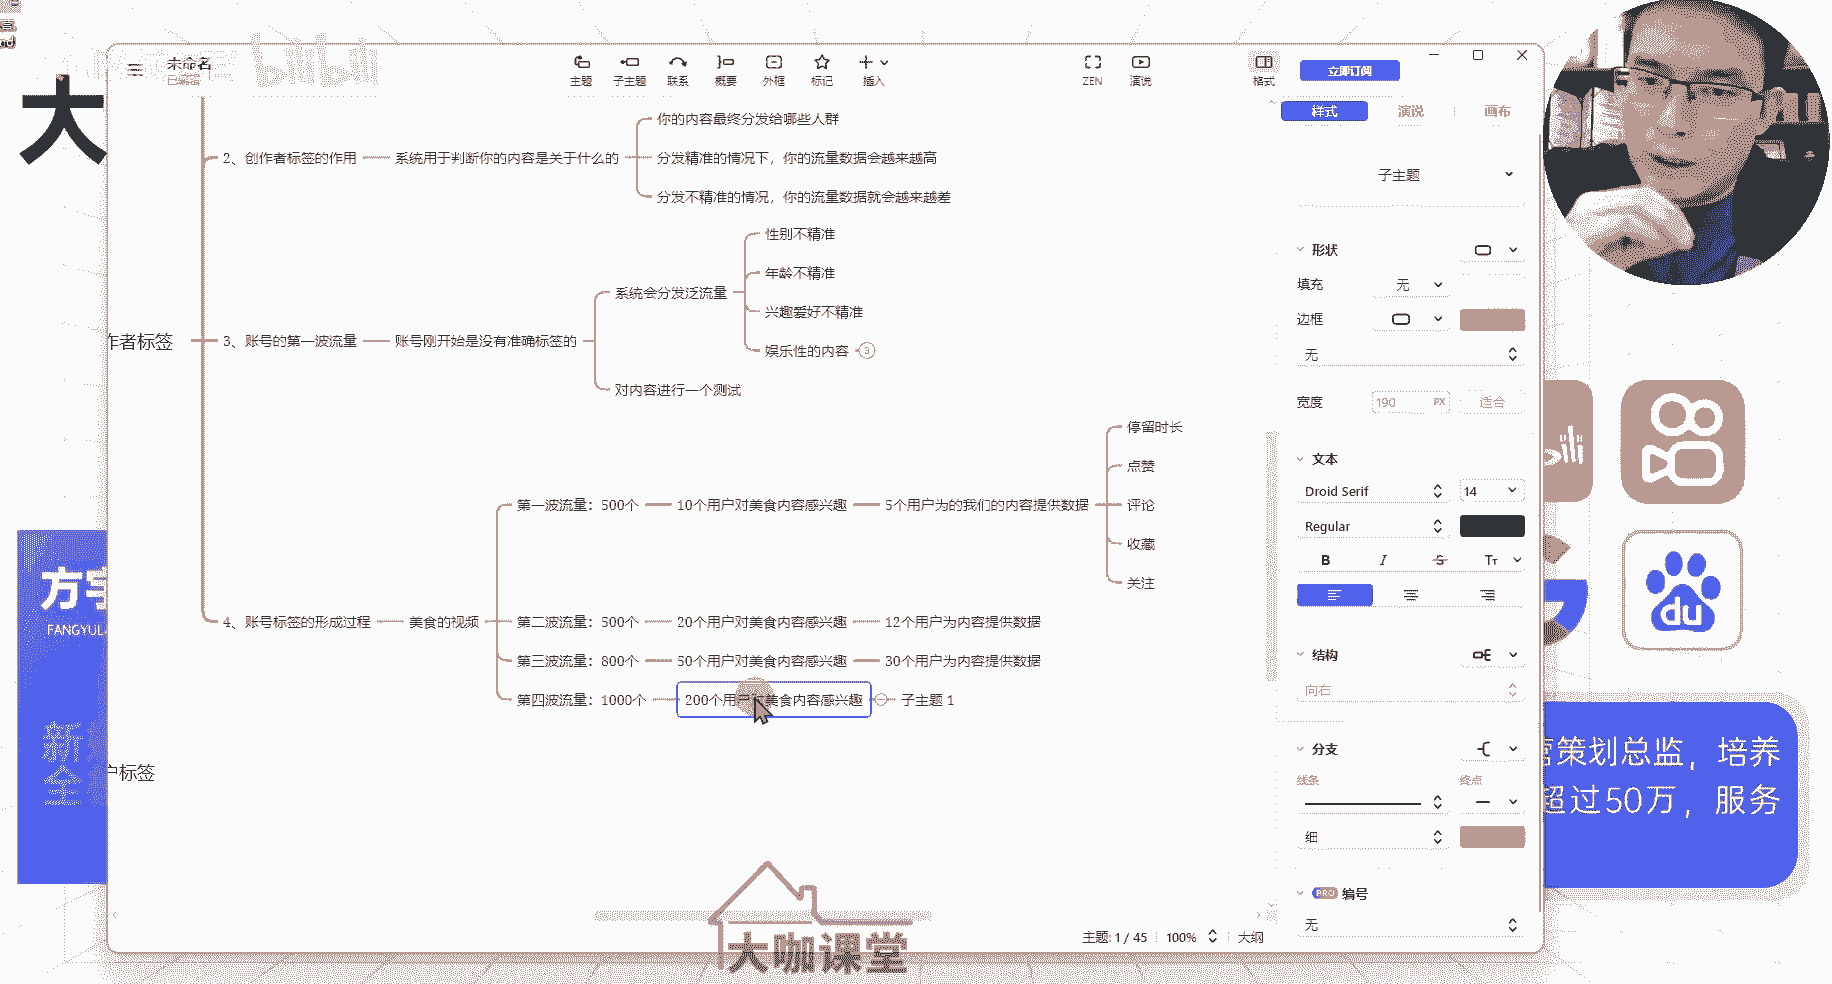 大
未命名
已编辑
bilibili
主题
子主题
联系
概要
外框
标记
插入
ZEN
演说
格式
立即订阅
样式
演说
画布
你的内容最终分发给哪些人群
2、创作者标签的作用
系统用于判断你的内容是关于什么的
分发精准的情况下，你的流量数据会越来越高
分发不精准的情况，你的流量数据就会越来越差
性别不精准
系统会分发泛流量
年龄不精准
兴趣爱好不精准
作者标签
3、账号的第一波流量
账号刚开始是没有准确标签的
娱乐性的内容
3
对内容进行一个测试
停留时长
点赞
第一波流量：500个
10个用户对美食内容感兴趣
5个用户为的我们的内容提供数据
评论
收藏
关注
4、账号标签的形成过程
美食的视频
第二波流量：500个
20个用户对美食内容感兴趣
12个用户为内容提供数据
第三波流量：800个
50个用户对美食内容感兴趣
30个用户为内容提供数据
第四波流量：1000个
200个用户对美食内容感兴趣
子主题 1
户标签
子主题
形状
填充
无
边框
无
宽度
190
PX
适合
文本
Droid Serif
14
Regular
B
I
S
Tт
结构
向右
分支
线条
终点
细
PRO
编号
无
主题: 1 / 45
100%
大纲
大咖课堂
方宇
FANGYUL
新
全
du
营策划总监，培养
超过50万，服务